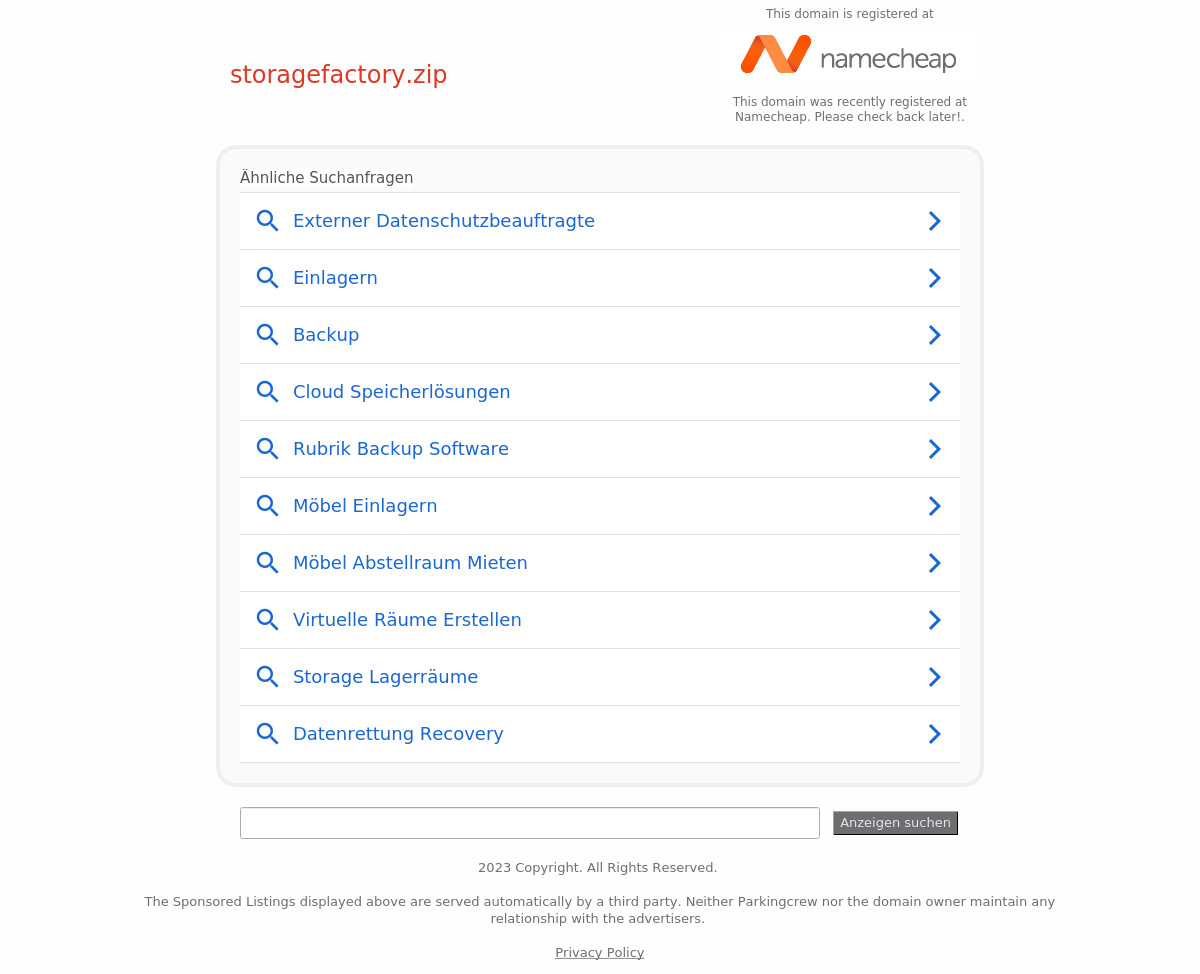 This domain is registered at
namecheap
storagefactory.zip
This domain was recently registered at
Namecheap. Please check back later!.
Ähnliche Suchanfragen
Externer Datenschutzbeauftragte
Einlagern
Backup
Cloud Speicherlösungen
Rubrik Backup Software
Möbel Einlagern
Möbel Abstellraum Mieten
Virtuelle Räume Erstellen
Storage Lagerräume
Datenrettung Recovery
Anzeigen suchen
2023 Copyright. All Rights Reserved.
The Sponsored Listings displayed above are served automatically by a third party. Neither Parkingcrew nor the domain owner maintain any
relationship with the advertisers.
Privacy Policy